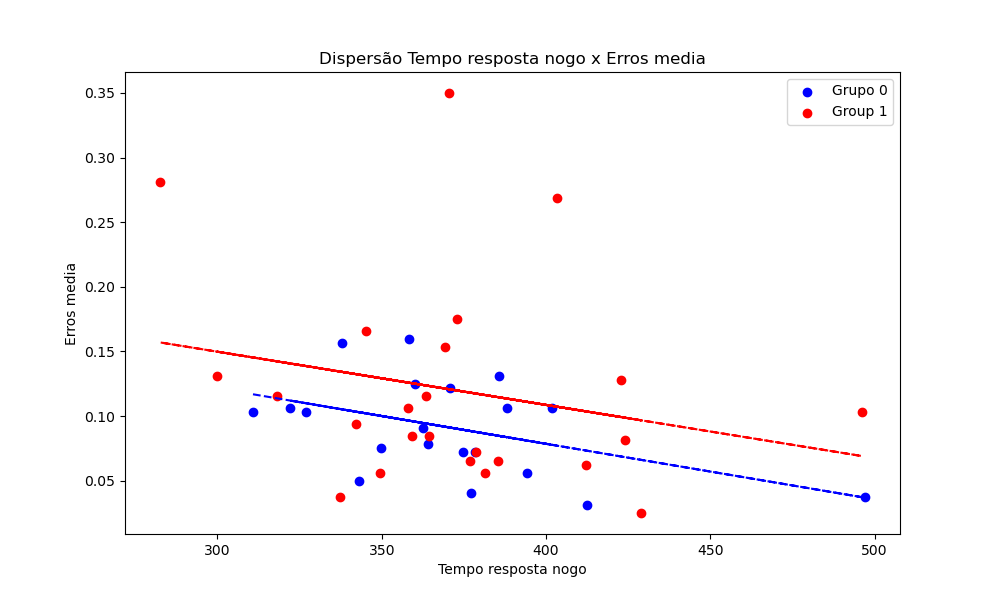 Dispersão Tempo resposta nogo x Erros media
Grupo 0
Group 1
0.35
0.30
0.25
0.20
0.15
0.10
0.05
Erros media
300 350 400 450 500
Tempo resposta nogo